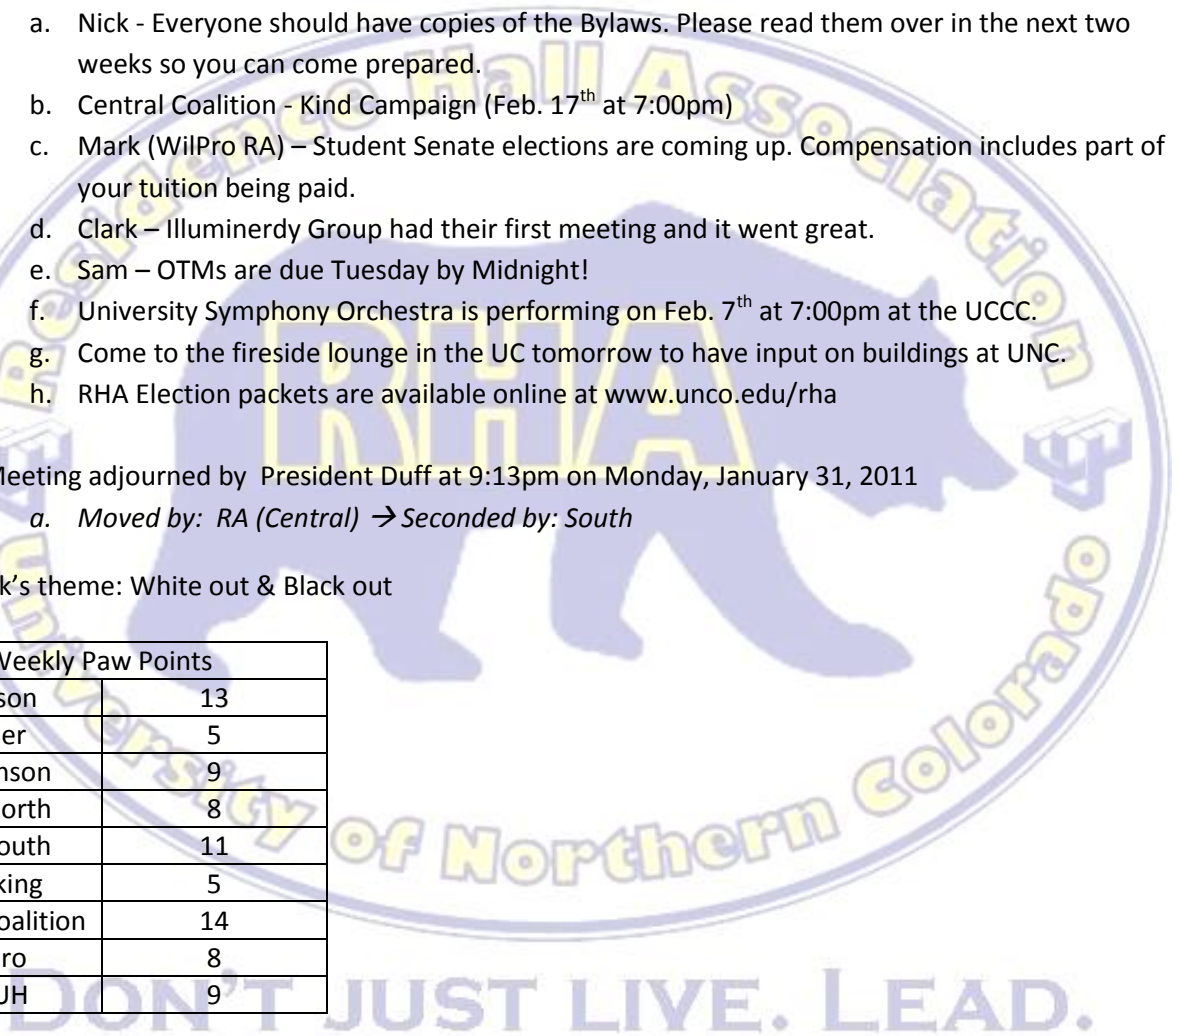 a. Nick - Everyone should have copies of the Bylaws. Please read them over in the next two
weeks so you can come prepared.
b. Central Coalition - Kind Campaign (Feb. 17th at 7:00pm)
c. Mark (WilPro RA) – Student Senate elections are coming up. Compensation includes part of
your tuition being paid.
d. Clark – Illuminerdy Group had their first meeting and it went great.
e. Sam – OTMs are due Tuesday by Midnight!
f. University Symphony Orchestra is performing on Feb. 7th at 7:00pm at the UCCC.
g. Come to the fireside lounge in the UC tomorrow to have input on buildings at UNC.
h. RHA Election packets are available online at www.unco.edu/rha
Meeting adjourned by President Duff at 9:13pm on Monday, January 31, 2011
a. Moved by: RA (Central) → Seconded by: South
k's theme: White out & Black out
Weekly Paw Points
son 13
er 5
nson 9
orth 8
outh 11
king 5
oalition 14
ro 8
UH 9
Residence Hall Association
RHA
University of Northern Colorado
DON'T JUST LIVE. LEAD.